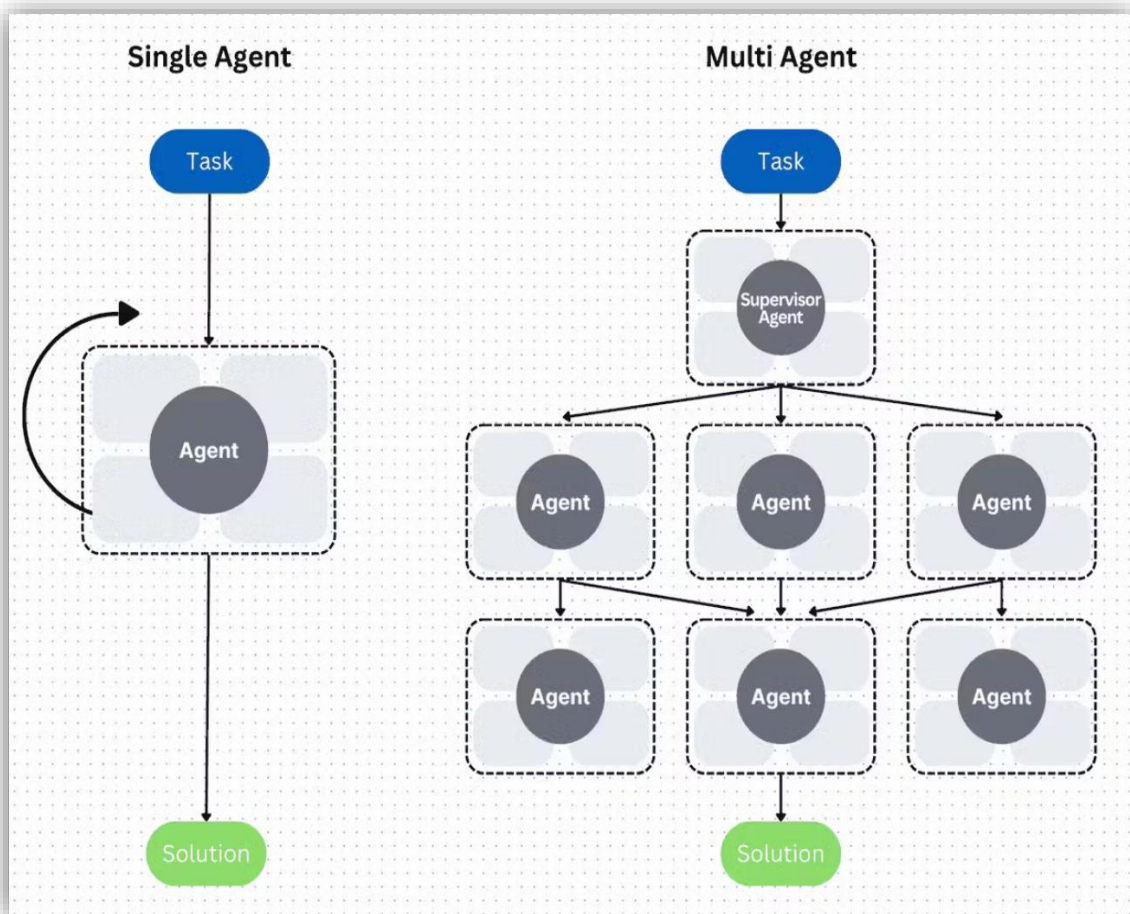 Single Agent
Task
Agent
Solution
Multi Agent
Task
Supervisor
Agent
Agent
Agent
Agent
Agent
Agent
Agent
Solution